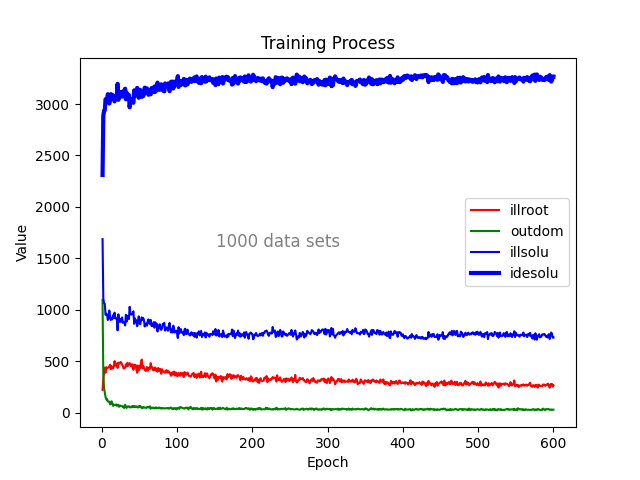 Training Process
Value
3000
2500
2000
1500
1000
500
0
1000 data sets
illroot
outdom
illsolu
idesolu
0 100 200 300 400 500 600
Epoch